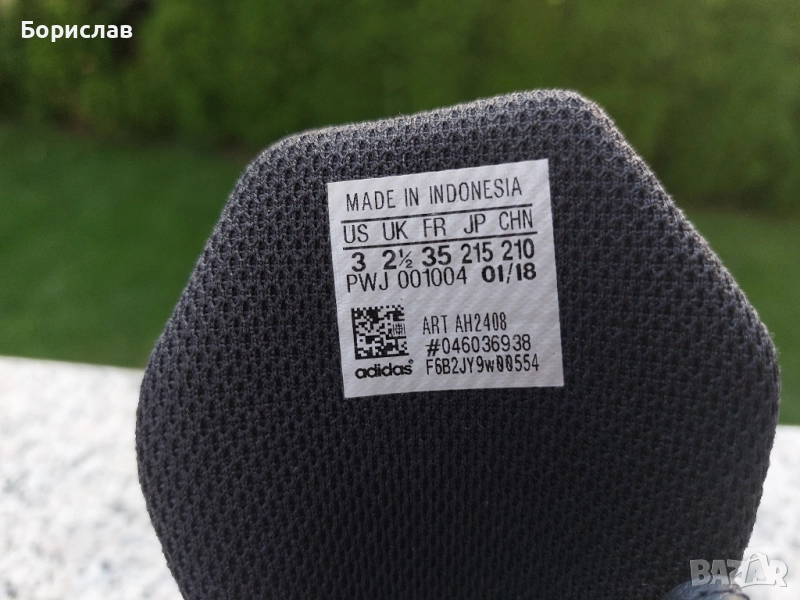 Борислав
MADE IN INDONESIA
US UK FR JP CHN
3 2½ 35 215 210
PWJ 001004 01/18
ART AH2408
#046036938
adidas® F6B2JY9w00554
BAZAR